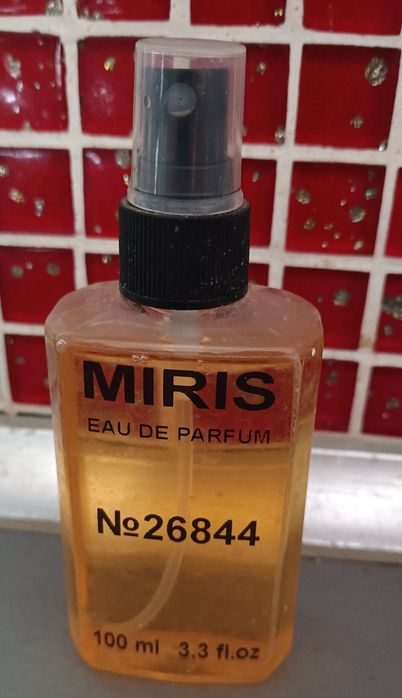 MIRIS
EAU DE PARFUM
№26844
100 ml 3.3 fl.oz